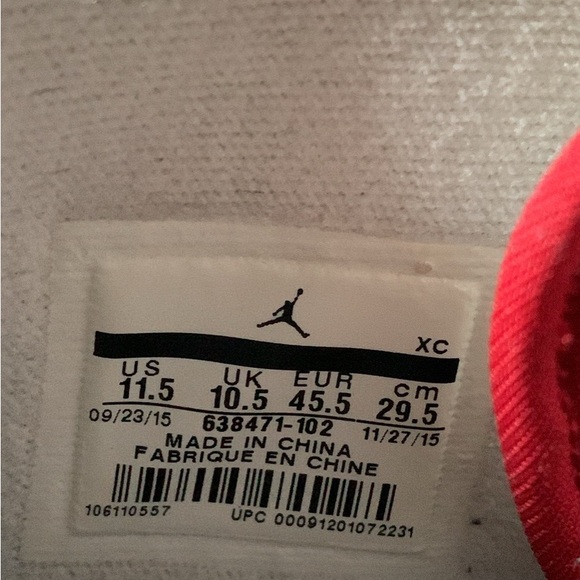 XC
US UK EUR cm
11.5 10.5 45.5 29.5
09/23/15 638471-102 11/27/15
MADE IN CHINA
FABRIQUE EN CHINE
106110557 UPC 00091201072231